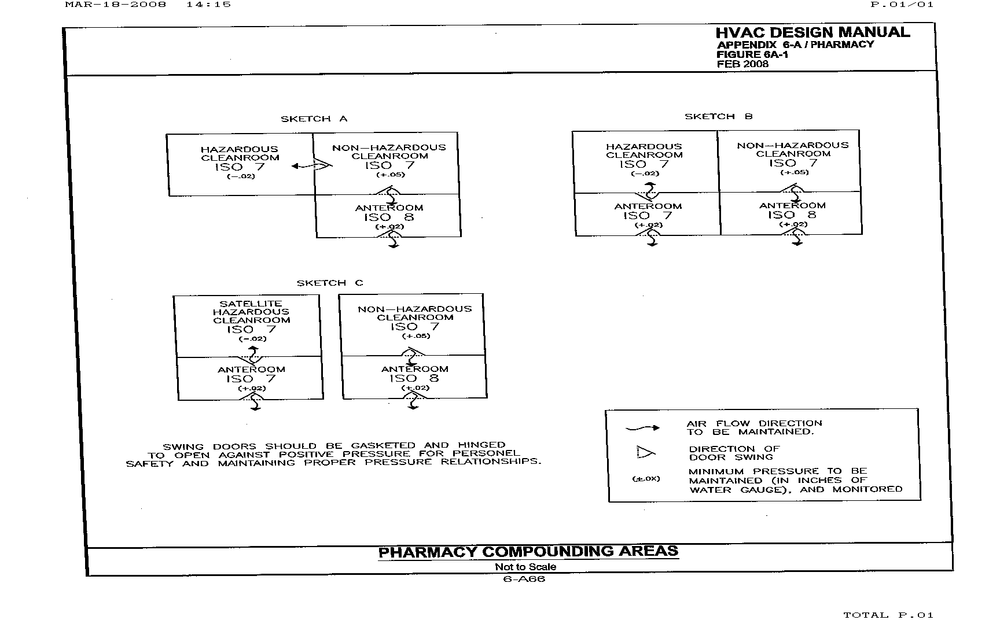 MAR-18-2008 14:15
P.01/01
HVAC DESIGN MANUAL
APPENDIX 6-A / PHARMACY
FIGURE 6A-1
FEB 2008
SKETCH A
HAZARDOUS
CLEANROOM
ISO 7
(-.02)
NON-HAZARDOUS
CLEANROOM
ISO 7
(+.05)
ANTEROOM
ISO 8
(+.02)
SKETCH B
HAZARDOUS
CLEANROOM
ISO 7
(-.02)
NON-HAZARDOUS
CLEANROOM
ISO 7
(+.05)
ANTEROOM
ISO 7
(+.02)
ANTEROOM
ISO 8
(+.02)
SKETCH C
SATELLITE
HAZARDOUS
CLEANROOM
ISO 7
(-.02)
ANTEROOM
ISO 7
(+.02)
NON-HAZARDOUS
CLEANROOM
ISO 7
(+.05)
ANTEROOM
ISO 8
(+.02)
SWING DOORS SHOULD BE GASKETED AND HINGED
TO OPEN AGAINST POSITIVE PRESSURE FOR PERSONEL
SAFETY AND MAINTAINING PROPER PRESSURE RELATIONSHIPS.
AIR FLOW DIRECTION
TO BE MAINTAINED.
DIRECTION OF
DOOR SWING
(±.0X)
MINIMUM PRESSURE TO BE
MAINTAINED (IN INCHES OF
WATER GAUGE), AND MONITORED
PHARMACY COMPOUNDING AREAS
Not to Scale
6-A66
TOTAL P.01